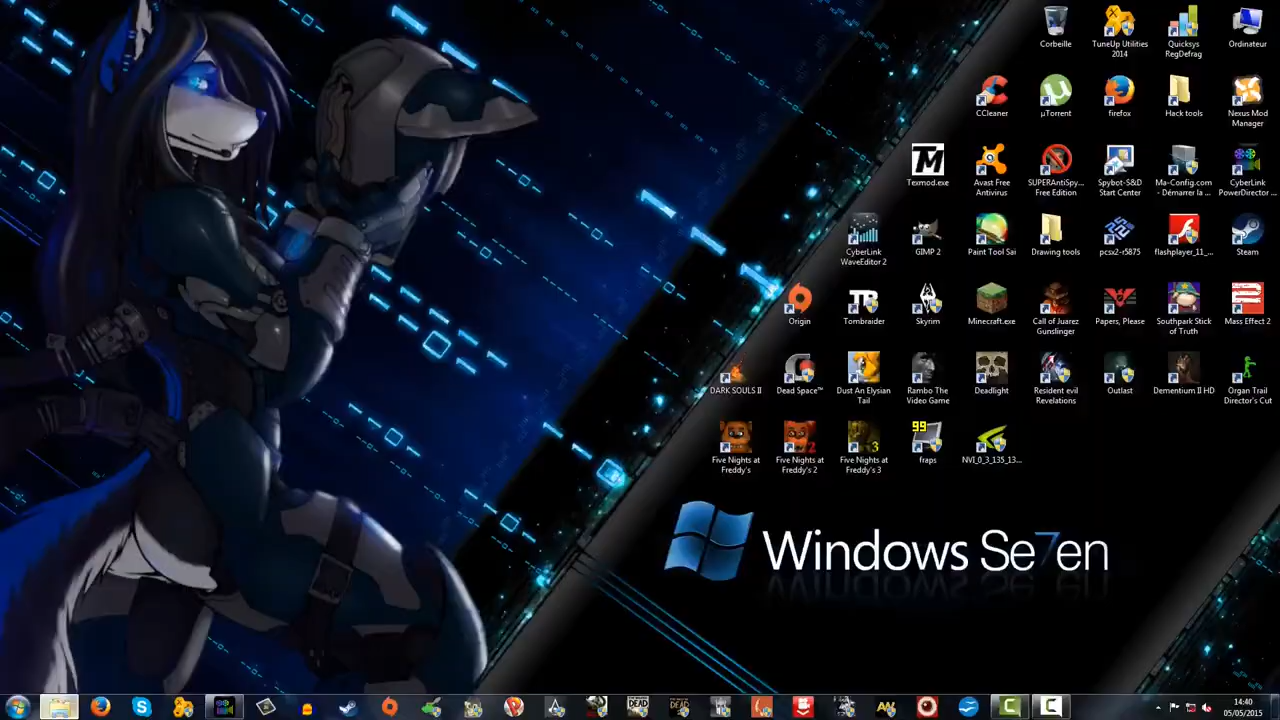 Corbeille
TuneUp Utilities
2014
Quicksys
RegDefrag
Ordinateur
CCleaner
µTorrent
firefox
Hack tools
Nexus Mod
Manager
TM
Texmod.exe
Avast Free
Antivirus
SUPERAntiSpy...
Free Edition
Spybot-S&D
Start Center
Ma-Config.com
- Démarrer la ...
CyberLink
PowerDirector ...
CyberLink
WaveEditor 2
GIMP 2
Paint Tool Sai
Drawing tools
pcsx2-r5875
flashplayer_11_...
Steam
Origin
TR
Tombraider
Skyrim
Minecraft.exe
Call of Juarez
Gunslinger
Papers, Please
Southpark Stick
of Truth
Mass Effect 2
DARK SOULS II
Dead Space™
Dust An Elysian
Tail
Rambo The
Video Game
Deadlight
Resident evil
Revelations
Outlast
Dementium II HD
Organ Trail
Director's Cut
Five Nights at
Freddy's
2
Five Nights at
Freddy's 2
3
Five Nights at
Freddy's 3
99
fraps
NVI_0_3_135_13...
Windows Se7en
14:40
05/05/2015